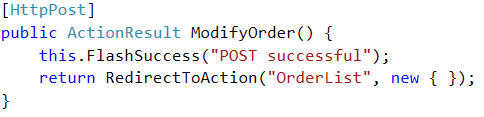 [HttpPost]
public ActionResult ModifyOrder() {
    this.FlashSuccess("POST successful");
    return RedirectToAction("OrderList", new { });
}